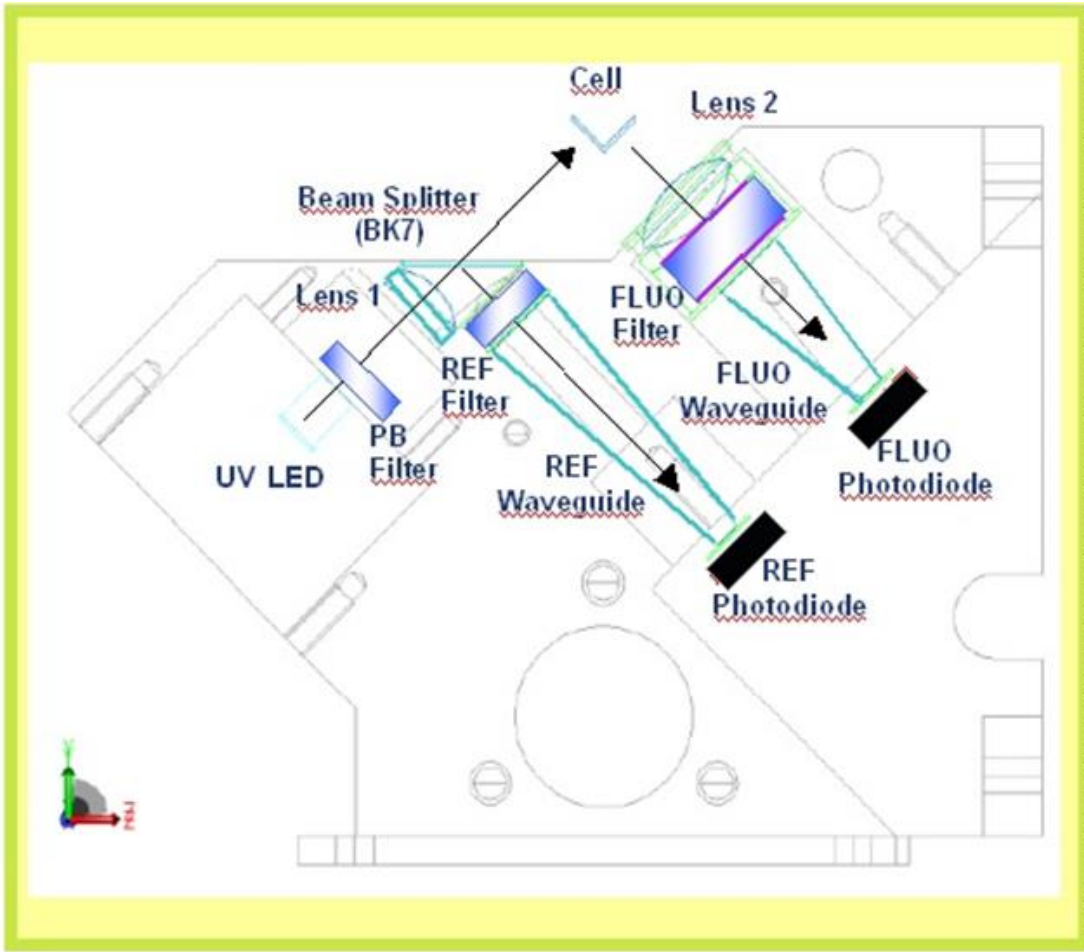 Cell
Lens 2
Beam Splitter
(BK7)
Lens 1
FLUO
Filter
REF
Filter
FLUO
Waveguide
PB
Filter
UV LED
REF
Waveguide
FLUO
Photodiode
REF
Photodiode
Y